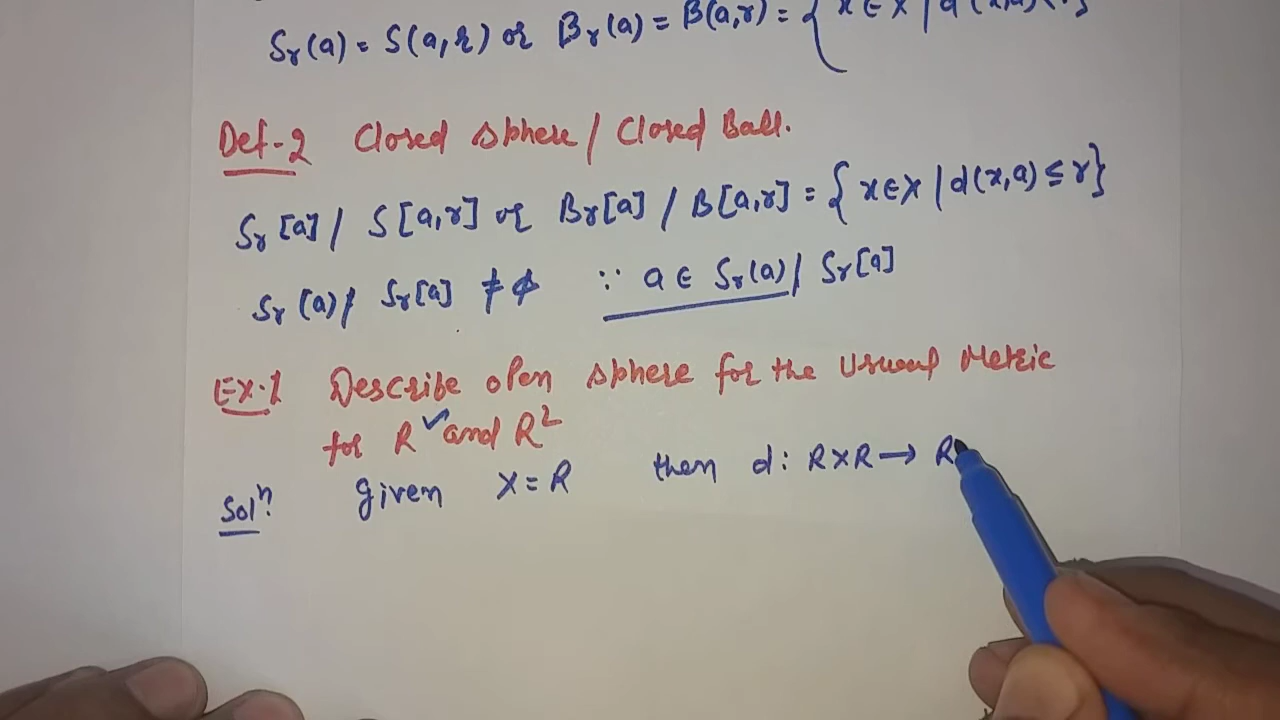 Sr(a) = S(a,r) or Br(a) = B(a,r) = { x ∈ X | d(x,a) < r }
Def-2 Closed sphere / Closed Ball.
Sr[a] / S[a,r] or Br[a] / B[a,r] = { x ∈ X | d(x,a) ≤ r }
Sr(a) / Sr[a] ≠ ϕ ∵ a ∈ Sr(a) / Sr[a]
Ex.1 Describe open sphere for the Usual Metric
for R ✓ and R²
Solⁿ: given X = R then d: R×R → R